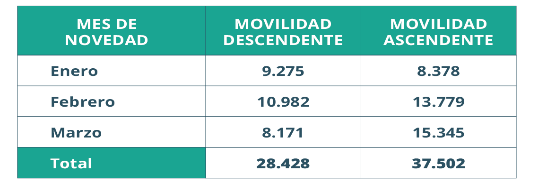 MES DE NOVEDAD MOVILIDAD DESCENDENTE MOVILIDAD ASCENDENTE
Enero 9.275 8.378
Febrero 10.982 13.779
Marzo 8.171 15.345
Total 28.428 37.502